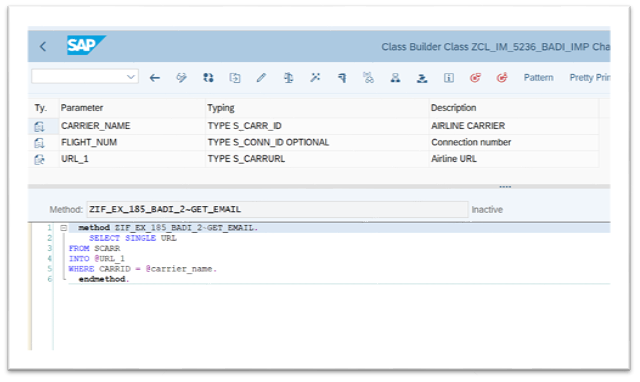 SAP
Class Builder Class ZCL_IM_5236_BADI_IMP Cha
Pattern Pretty Prin
Ty. Parameter Typing Description
CARRIER_NAME TYPE S_CARR_ID AIRLINE CARRIER
FLIGHT_NUM TYPE S_CONN_ID OPTIONAL Connection number
URL_1 TYPE S_CARRURL Airline URL
Method: ZIF_EX_185_BADI_2~GET_EMAIL Inactive
1 method ZIF_EX_185_BADI_2~GET_EMAIL.
2 SELECT SINGLE URL
3 FROM SCARR
4 INTO @URL_1
5 WHERE CARRID = @carrier_name.
6 endmethod.